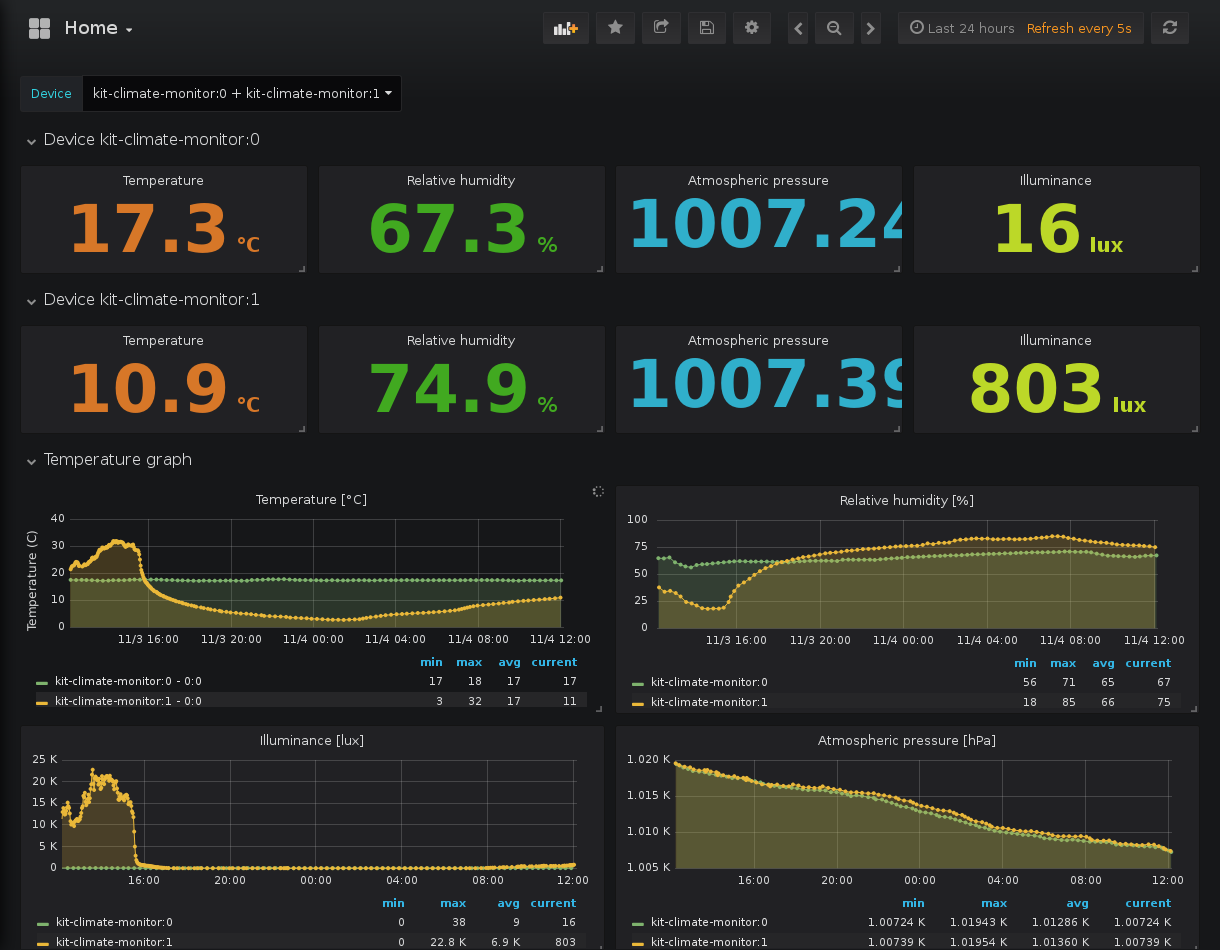 Home
Last 24 hours Refresh every 5s
Device kit-climate-monitor:0 + kit-climate-monitor:1
Device kit-climate-monitor:0
Temperature Relative humidity Atmospheric pressure Illuminance
17.3 °C 67.3 % 1007.24 16 lux
Device kit-climate-monitor:1
Temperature Relative humidity Atmospheric pressure Illuminance
10.9 °C 74.9 % 1007.39 803 lux
Temperature graph
Temperature [°C]
Temperature (C)
40
30
20
10
0
11/3 16:00 11/3 20:00 11/4 00:00 11/4 04:00 11/4 08:00 11/4 12:00
min max avg current
kit-climate-monitor:0 - 0:0 17 18 17 17
kit-climate-monitor:1 - 0:0 3 32 17 11
Relative humidity [%]
100
75
50
25
0
11/3 16:00 11/3 20:00 11/4 00:00 11/4 04:00 11/4 08:00 11/4 12:00
min max avg current
kit-climate-monitor:0 56 71 65 67
kit-climate-monitor:1 18 85 66 75
Illuminance [lux]
25 K
20 K
15 K
10 K
5 K
0
16:00 20:00 00:00 04:00 08:00 12:00
min max avg current
kit-climate-monitor:0 0 38 9 16
kit-climate-monitor:1 0 22.8 K 6.9 K 803
Atmospheric pressure [hPa]
1.020 K
1.015 K
1.010 K
1.005 K
16:00 20:00 00:00 04:00 08:00 12:00
min max avg current
kit-climate-monitor:0 1.00724 K 1.01943 K 1.01286 K 1.00724 K
kit-climate-monitor:1 1.00739 K 1.01954 K 1.01360 K 1.00739 K